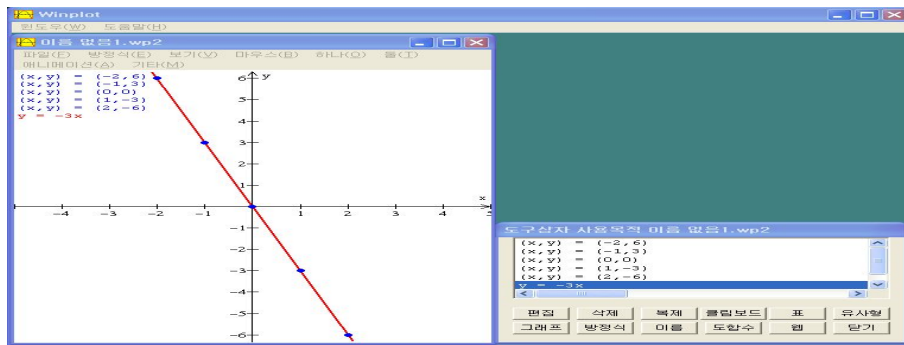 Winplot
윈도우(W) 도움말(H)
이름 없음1.wp2
파일(F) 방정식(E) 보기(V) 마우스(B) 하나(O) 둘(T)
애니메이션(A) 기타(M)
(x,y) = (-2,6)
(x,y) = (-1,3)
(x,y) = (0,0)
(x,y) = (1,-3)
(x,y) = (2,-6)
y = -3x
y
6
5
4
3
2
1
x
-4 -3 -2 -1 0 1 2 3 4 5
-1
-2
-3
-4
-5
-6
도구상자 사용목적 이름 없음1.wp2
(x,y) = (-2,6)
(x,y) = (-1,3)
(x,y) = (0,0)
(x,y) = (1,-3)
(x,y) = (2,-6)
y = -3x
편집 삭제 복제 클립보드 표 유사형
그래프 방정식 이름 도함수 웹 닫기